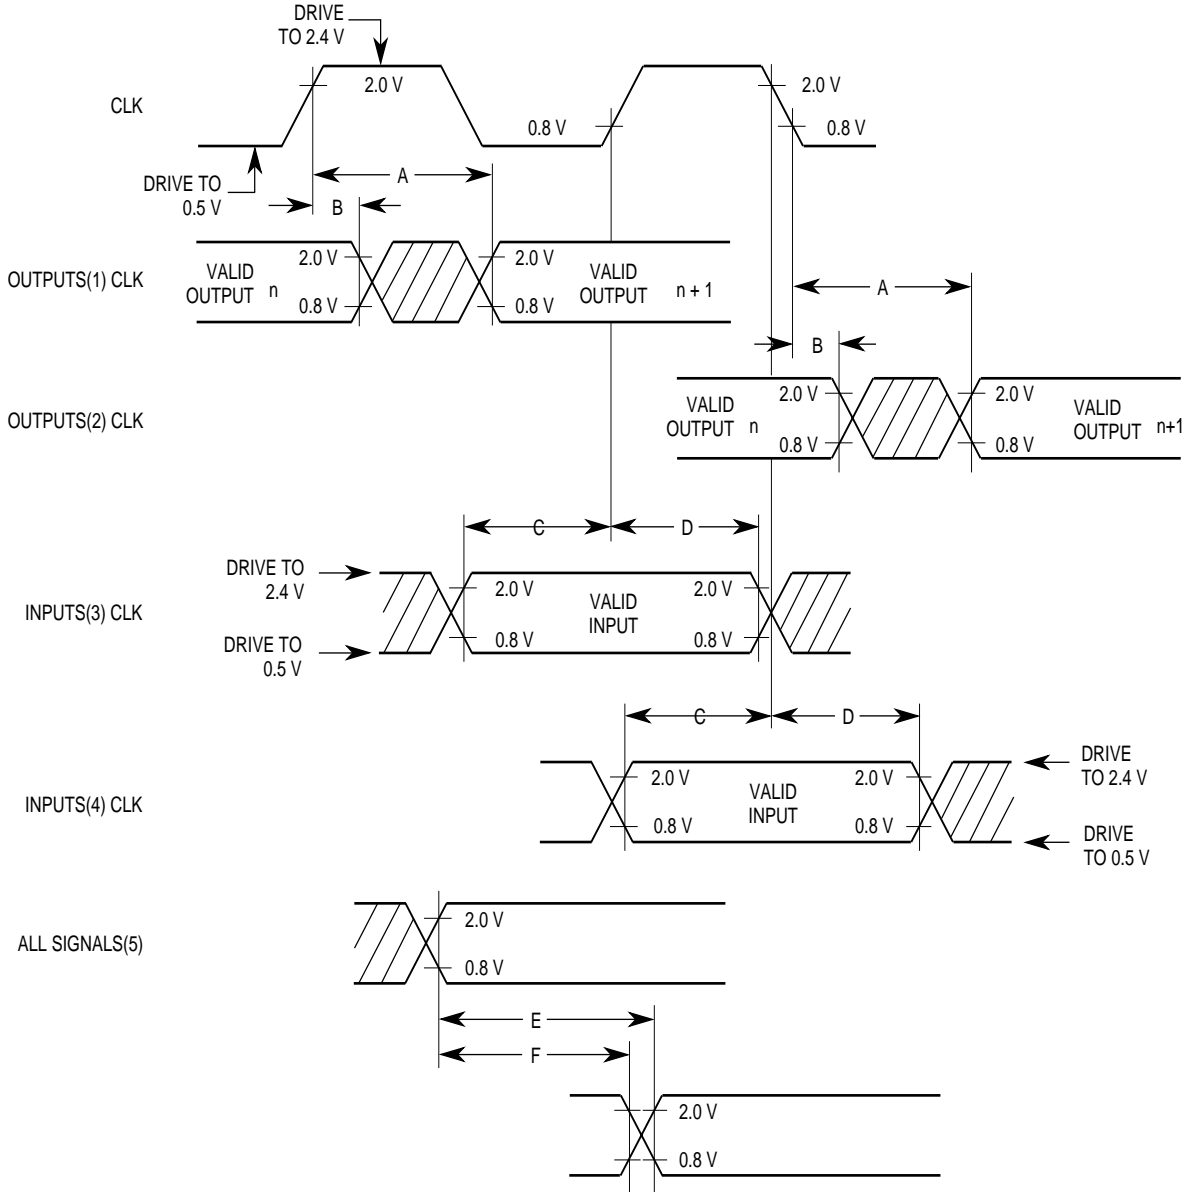 DRIVE
TO 2.4 V
2.0 V
2.0 V
CLK
0.8 V
0.8 V
DRIVE TO
0.5 V
A
B
OUTPUTS(1) CLK
VALID
OUTPUT n
2.0 V
0.8 V
2.0 V
0.8 V
VALID
OUTPUT n + 1
A
B
OUTPUTS(2) CLK
VALID
OUTPUT n
2.0 V
0.8 V
2.0 V
0.8 V
VALID
OUTPUT n+1
C
D
DRIVE TO
2.4 V
INPUTS(3) CLK
2.0 V
0.8 V
VALID
INPUT
2.0 V
0.8 V
DRIVE TO
0.5 V
C
D
INPUTS(4) CLK
2.0 V
0.8 V
VALID
INPUT
2.0 V
0.8 V
DRIVE
TO 2.4 V
DRIVE
TO 0.5 V
ALL SIGNALS(5)
2.0 V
0.8 V
E
F
2.0 V
0.8 V